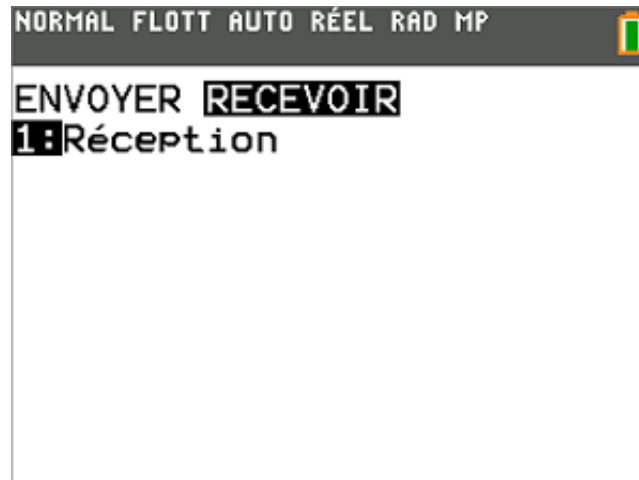 NORMAL FLOTT AUTO RÉEL RAD MP
ENVOYER RECEVOIR
1:Réception